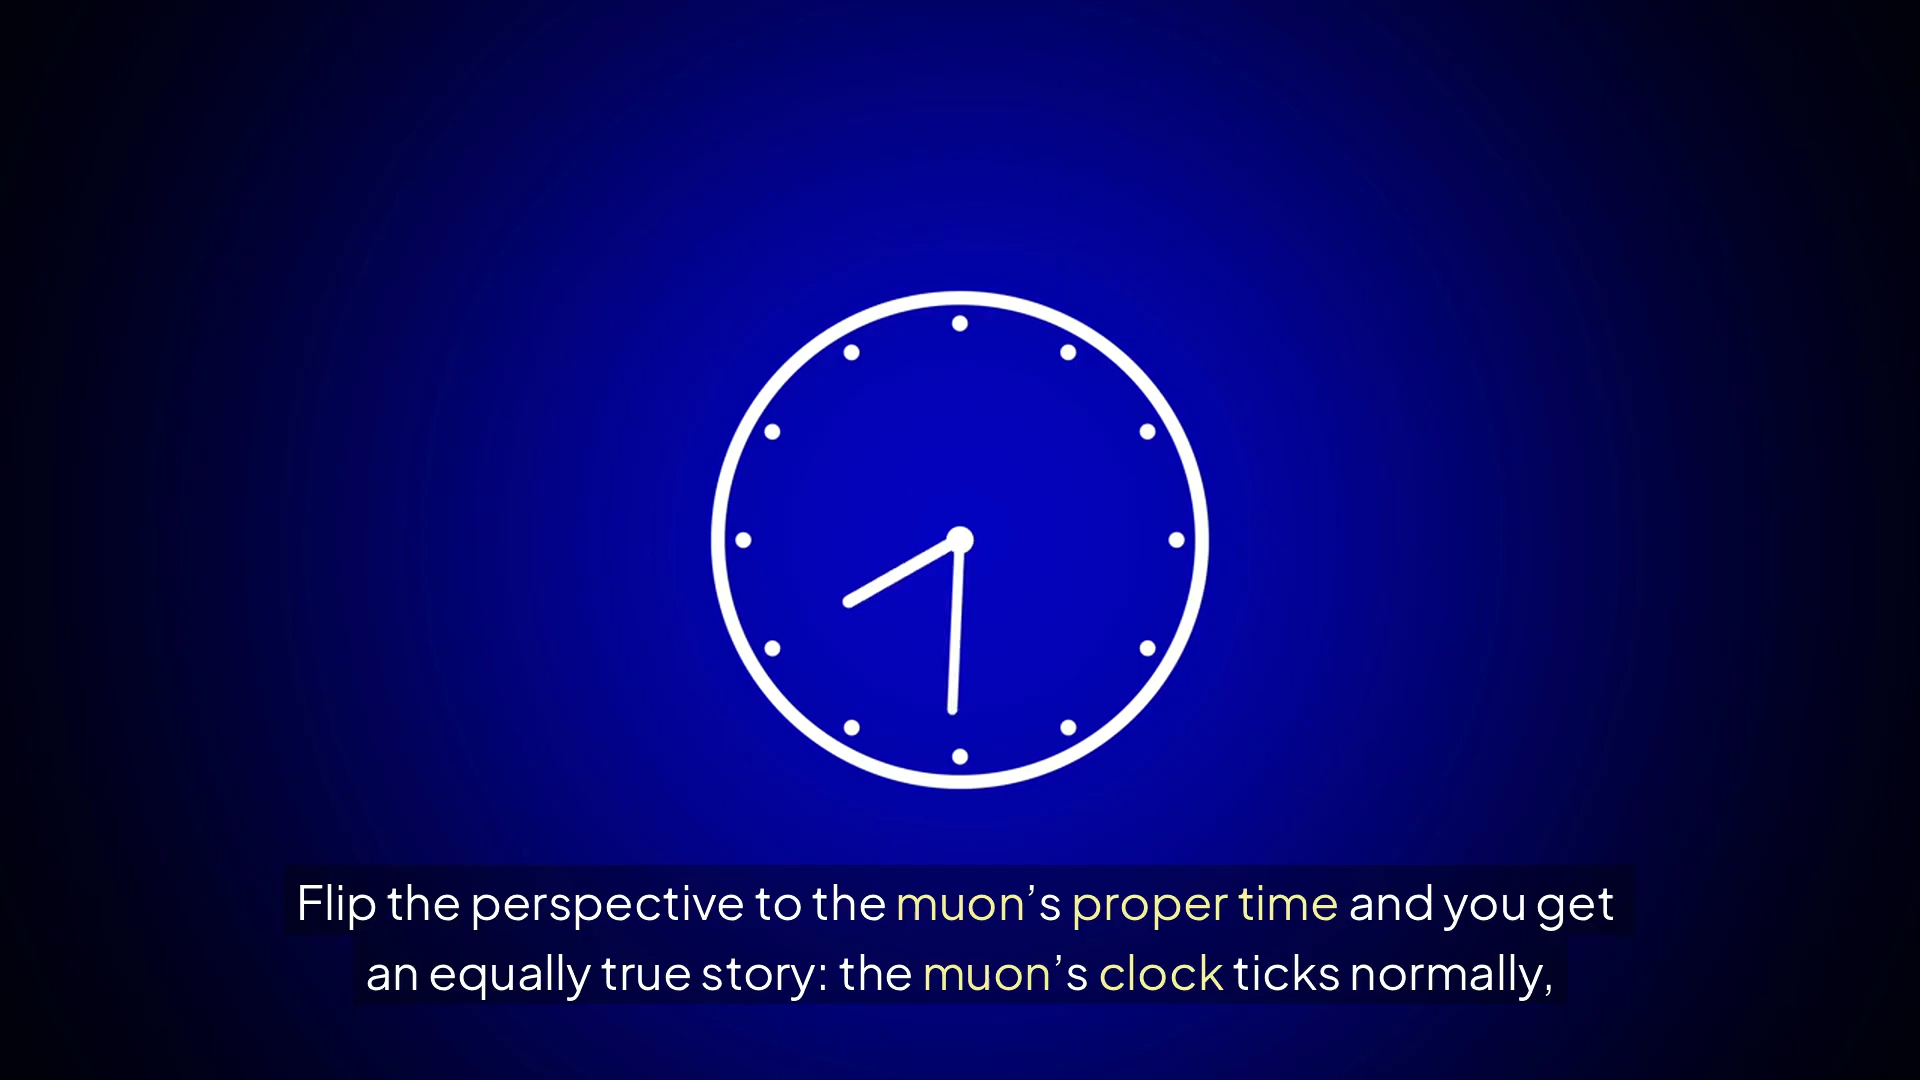 Flip the perspective to the muon’s proper time and you get
an equally true story: the muon’s clock ticks normally,